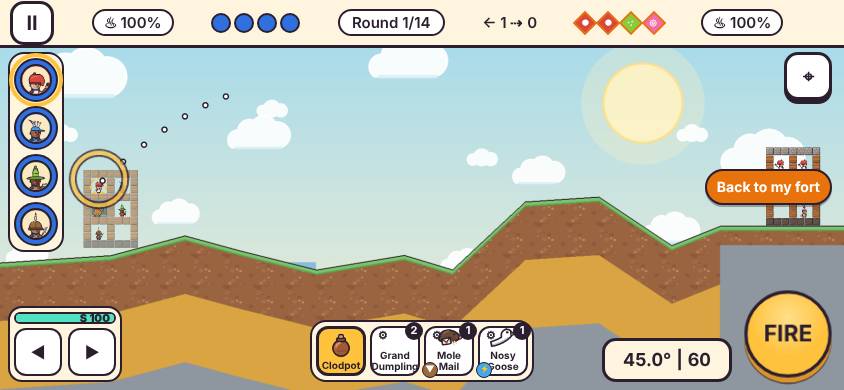 100%
Round 1/14
← 1 ⇢ 0
100%
Back to my fort
S 100
Clodpot
2
Grand
Dumpling
1
Mole
Mail
1
Nosy
Goose
45.0° | 60
FIRE